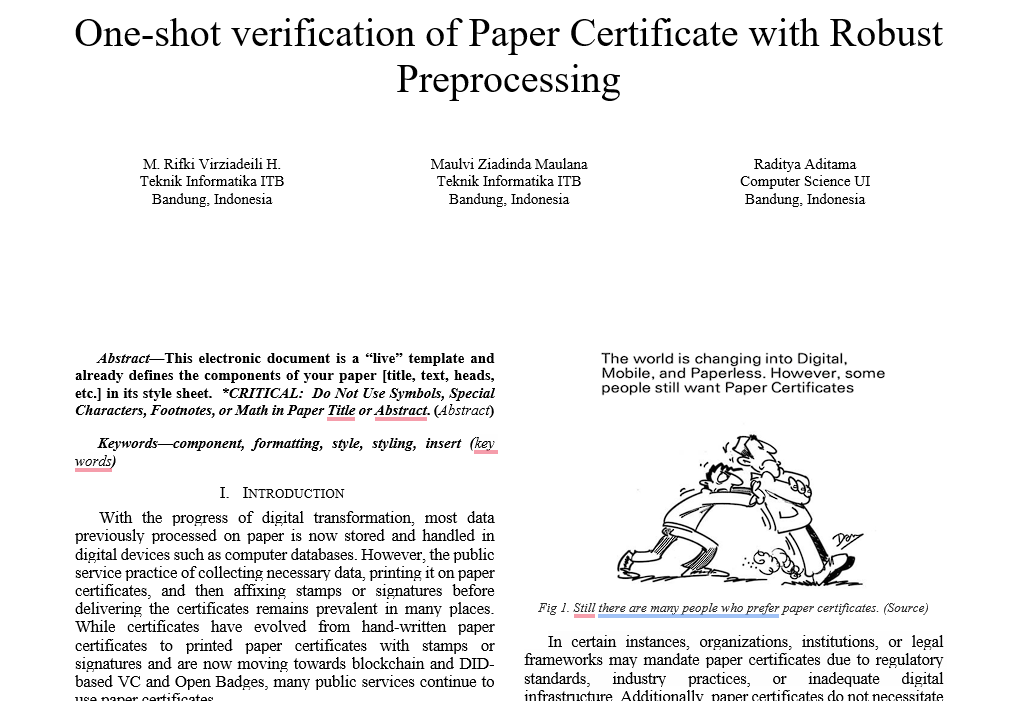 One-shot verification of Paper Certificate with Robust
Preprocessing
M. Rifki Virziadeili H.
Teknik Informatika ITB
Bandung, Indonesia
Maulvi Ziadinda Maulana
Teknik Informatika ITB
Bandung, Indonesia
Raditya Aditama
Computer Science UI
Bandung, Indonesia
Abstract—This electronic document is a “live” template and
already defines the components of your paper [title, text, heads,
etc.] in its style sheet. *CRITICAL: Do Not Use Symbols, Special
Characters, Footnotes, or Math in Paper Title or Abstract. (Abstract)
Keywords—component, formatting, style, styling, insert (key
words)
I. INTRODUCTION
With the progress of digital transformation, most data
previously processed on paper is now stored and handled in
digital devices such as computer databases. However, the public
service practice of collecting necessary data, printing it on paper
certificates, and then affixing stamps or signatures before
delivering the certificates remains prevalent in many places.
While certificates have evolved from hand-written paper
certificates to printed paper certificates with stamps or
signatures and are now moving towards blockchain and DID-
based VC and Open Badges, many public services continue to
use paper certificates.
The world is changing into Digital,
Mobile, and Paperless. However, some
people still want Paper Certificates
Fig 1. Still there are many people who prefer paper certificates. (Source)
In certain instances, organizations, institutions, or legal
frameworks may mandate paper certificates due to regulatory
standards, industry practices, or inadequate digital
infrastructure. Additionally, paper certificates do not necessitate